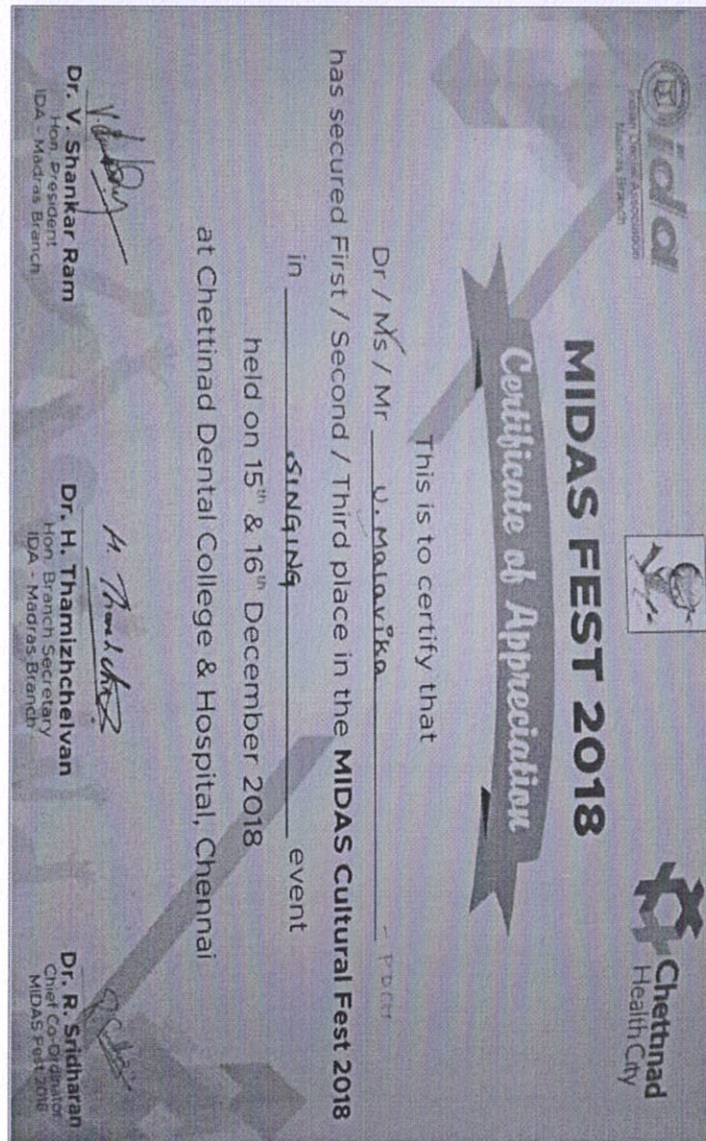 ida
Indian Dental Association
Madras Branch
Chettinad
Health City
MIDAS FEST 2018
Certificate of Appreciation
This is to certify that
Dr / Ms / Mr U. Malavika
has secured First / Second / Third place in the MIDAS Cultural Fest 2018
in SINGING event
held on 15th & 16th December 2018
at Chettinad Dental College & Hospital, Chennai
Dr. V. Shankar Ram
Hon. President
IDA - Madras Branch
Dr. H. Thamizhchelvan
Hon. Branch Secretary
IDA - Madras Branch
Dr. R. Sridharan
Chief Co-Ordinator
MIDAS Fest 2018